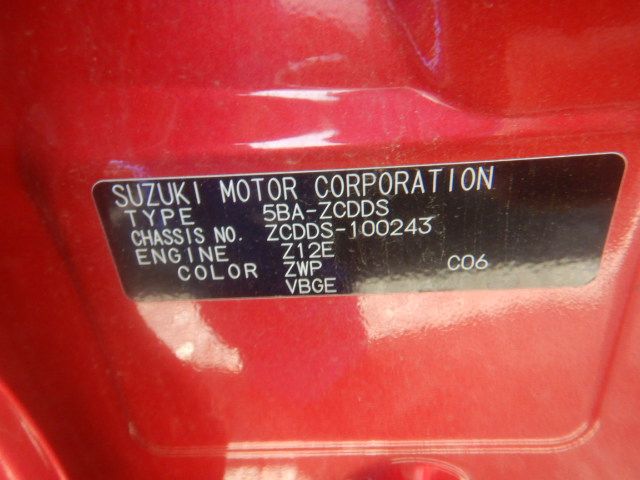 SUZUKI MOTOR CORPORATION
TYPE 5BA-ZCDDS
CHASSIS NO. ZCDDS-100243
ENGINE Z12E
COLOR ZWP C06
VBGE